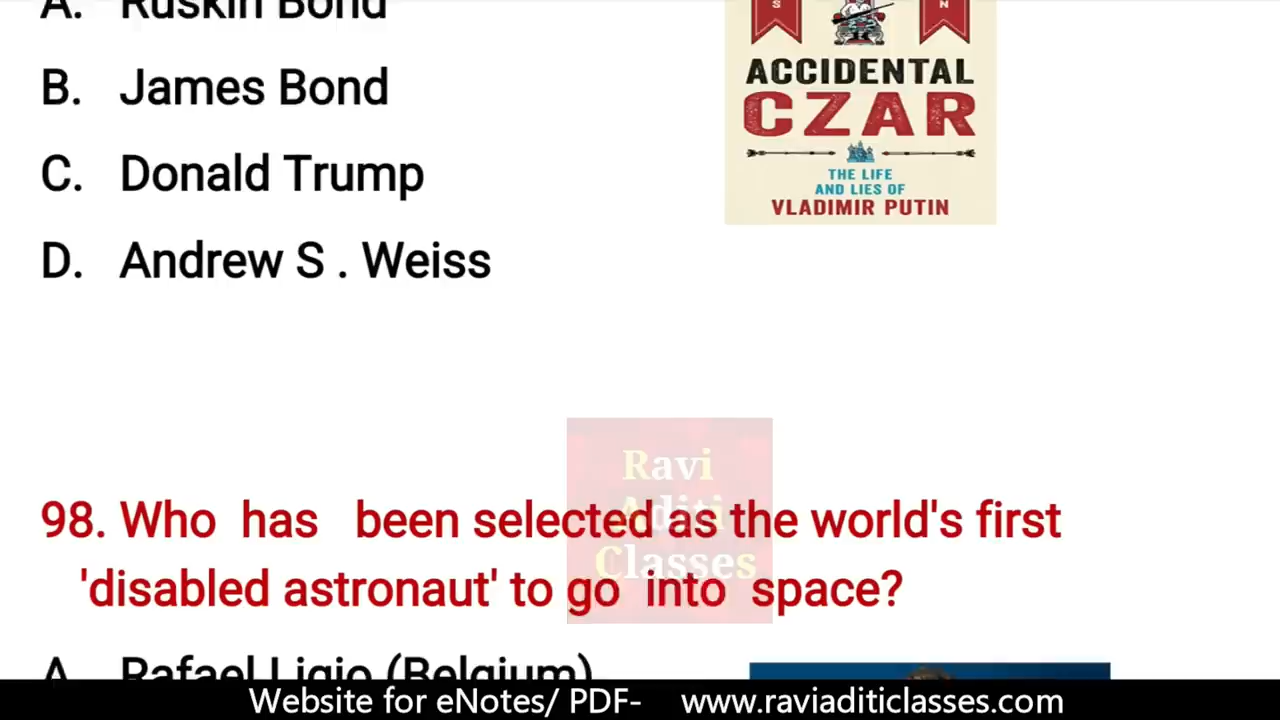 A. Ruskin Bond
B. James Bond
C. Donald Trump
D. Andrew S . Weiss
S N
ACCIDENTAL
CZAR
THE LIFE
AND LIES OF
VLADIMIR PUTIN
Ravi
Aditi
Classes
98. Who has been selected as the world's first
'disabled astronaut' to go into space?
A. Rafael Ligio (Belgium)
Website for eNotes/ PDF- www.raviaditiclasses.com